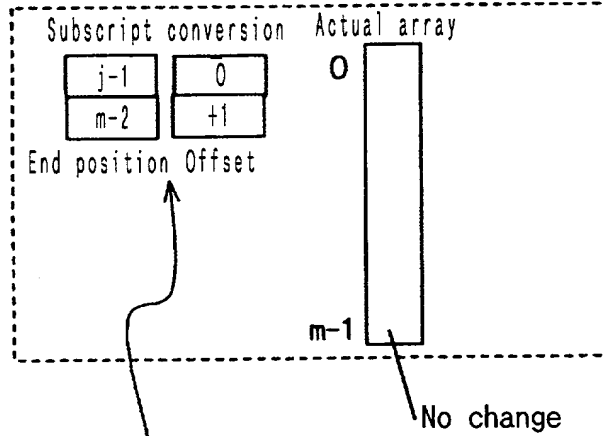 Subscript conversion
Actual array
j-1 0
m-2 +1
End position Offset
0
m-1
No change